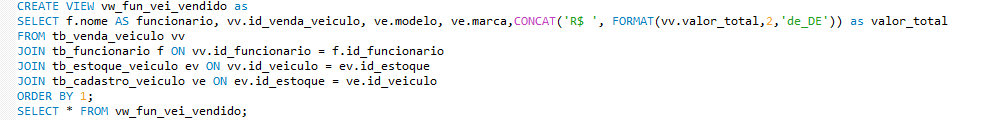 CREATE VIEW vw_fun_vei_vendido as
SELECT f.nome AS funcionario, vv.id_venda_veiculo, ve.modelo, ve.marca,CONCAT('R$ ', FORMAT(vv.valor_total,2,'de_DE')) as valor_total
FROM tb_venda_veiculo vv
JOIN tb_funcionario f ON vv.id_funcionario = f.id_funcionario
JOIN tb_estoque_veiculo ev ON vv.id_veiculo = ev.id_estoque
JOIN tb_cadastro_veiculo ve ON ev.id_estoque = ve.id_veiculo
ORDER BY 1;
SELECT * FROM vw_fun_vei_vendido;